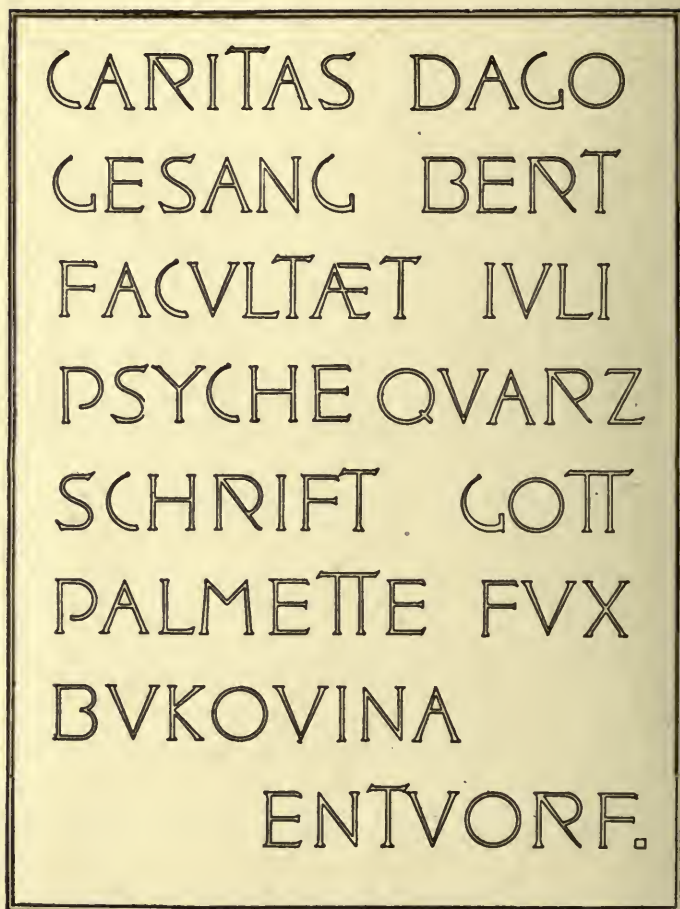 CARITAS DAGO
GESANG BERT
FACVLTÆT IVLI
PSYCHE QVARZ
SCHRIFT GOTT
PALMETTE FVX
BVKOVINA
ENTVORF.